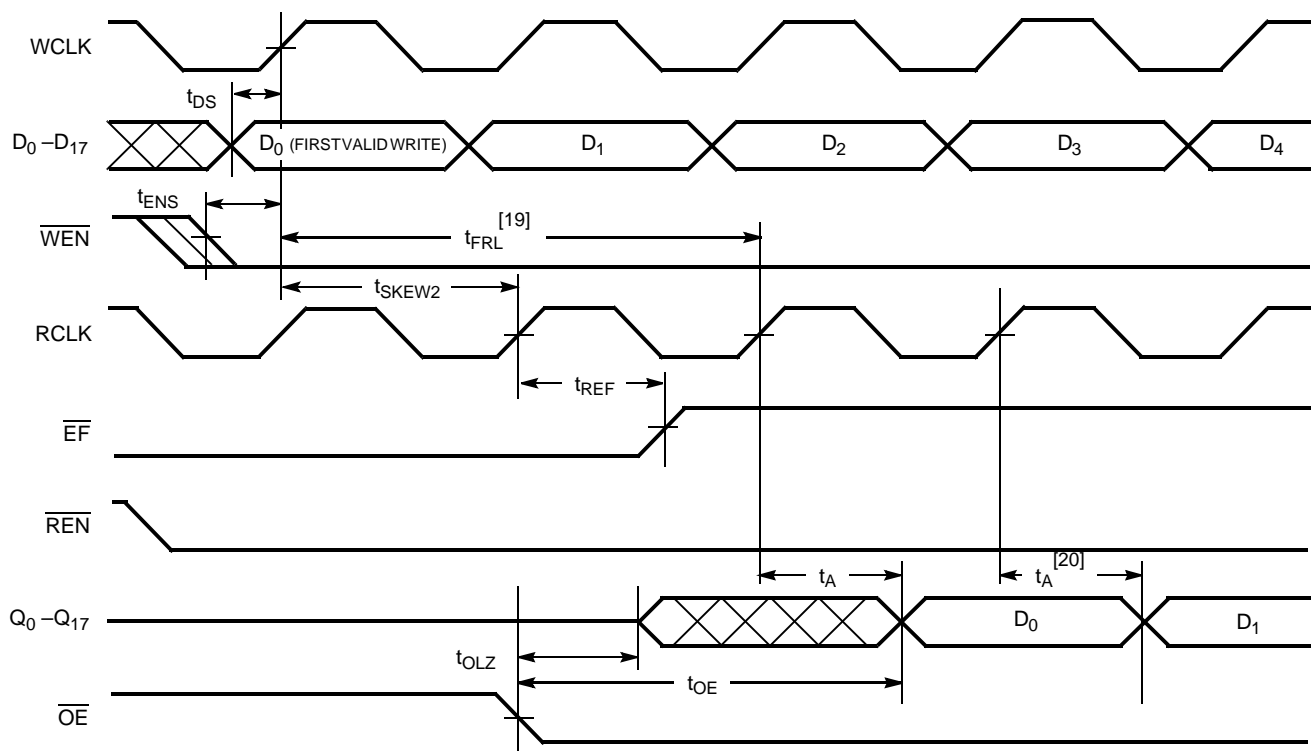 WCLK
tDS
D0 –D17
D0 (FIRSTVALIDWRITE)
D1
D2
D3
D4
tENS
WEN
tFRL[19]
tSKEW2
RCLK
tREF
EF
REN
tA
tA[20]
Q0 –Q17
D0
D1
tOLZ
tOE
OE